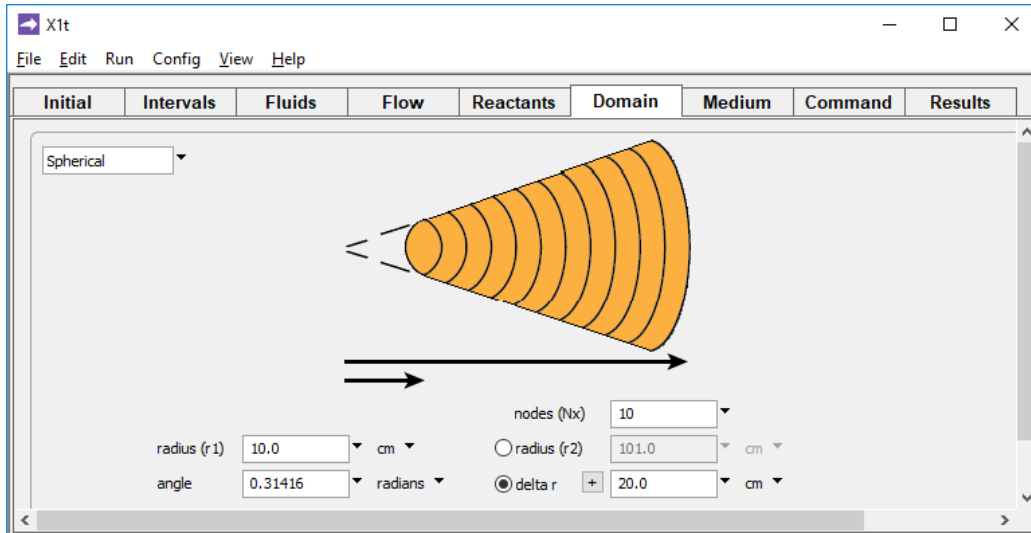 X1t
File Edit Run Config View Help
Initial Intervals Fluids Flow Reactants Domain Medium Command Results
Spherical
nodes (Nx) 10
radius (r1) 10.0 cm radius (r2) 101.0 cm
angle 0.31416 radians delta r + 20.0 cm